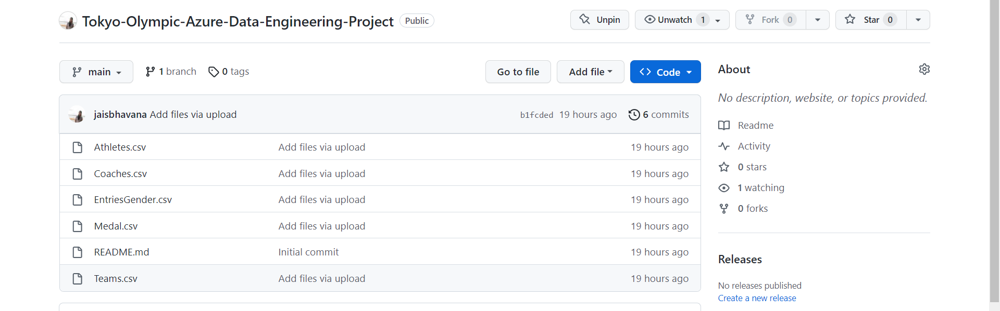 Tokyo-Olympic-Azure-Data-Engineering-Project Public
Unpin Unwatch 1 Fork 0 Star 0
main 1 branch 0 tags
Go to file Add file <> Code
jaisbhavana Add files via upload b1fcded 19 hours ago 6 commits
Athletes.csv Add files via upload 19 hours ago
Coaches.csv Add files via upload 19 hours ago
EntriesGender.csv Add files via upload 19 hours ago
Medal.csv Add files via upload 19 hours ago
README.md Initial commit 19 hours ago
Teams.csv Add files via upload 19 hours ago
About
No description, website, or topics provided.
Readme
Activity
0 stars
1 watching
0 forks
Releases
No releases published
Create a new release